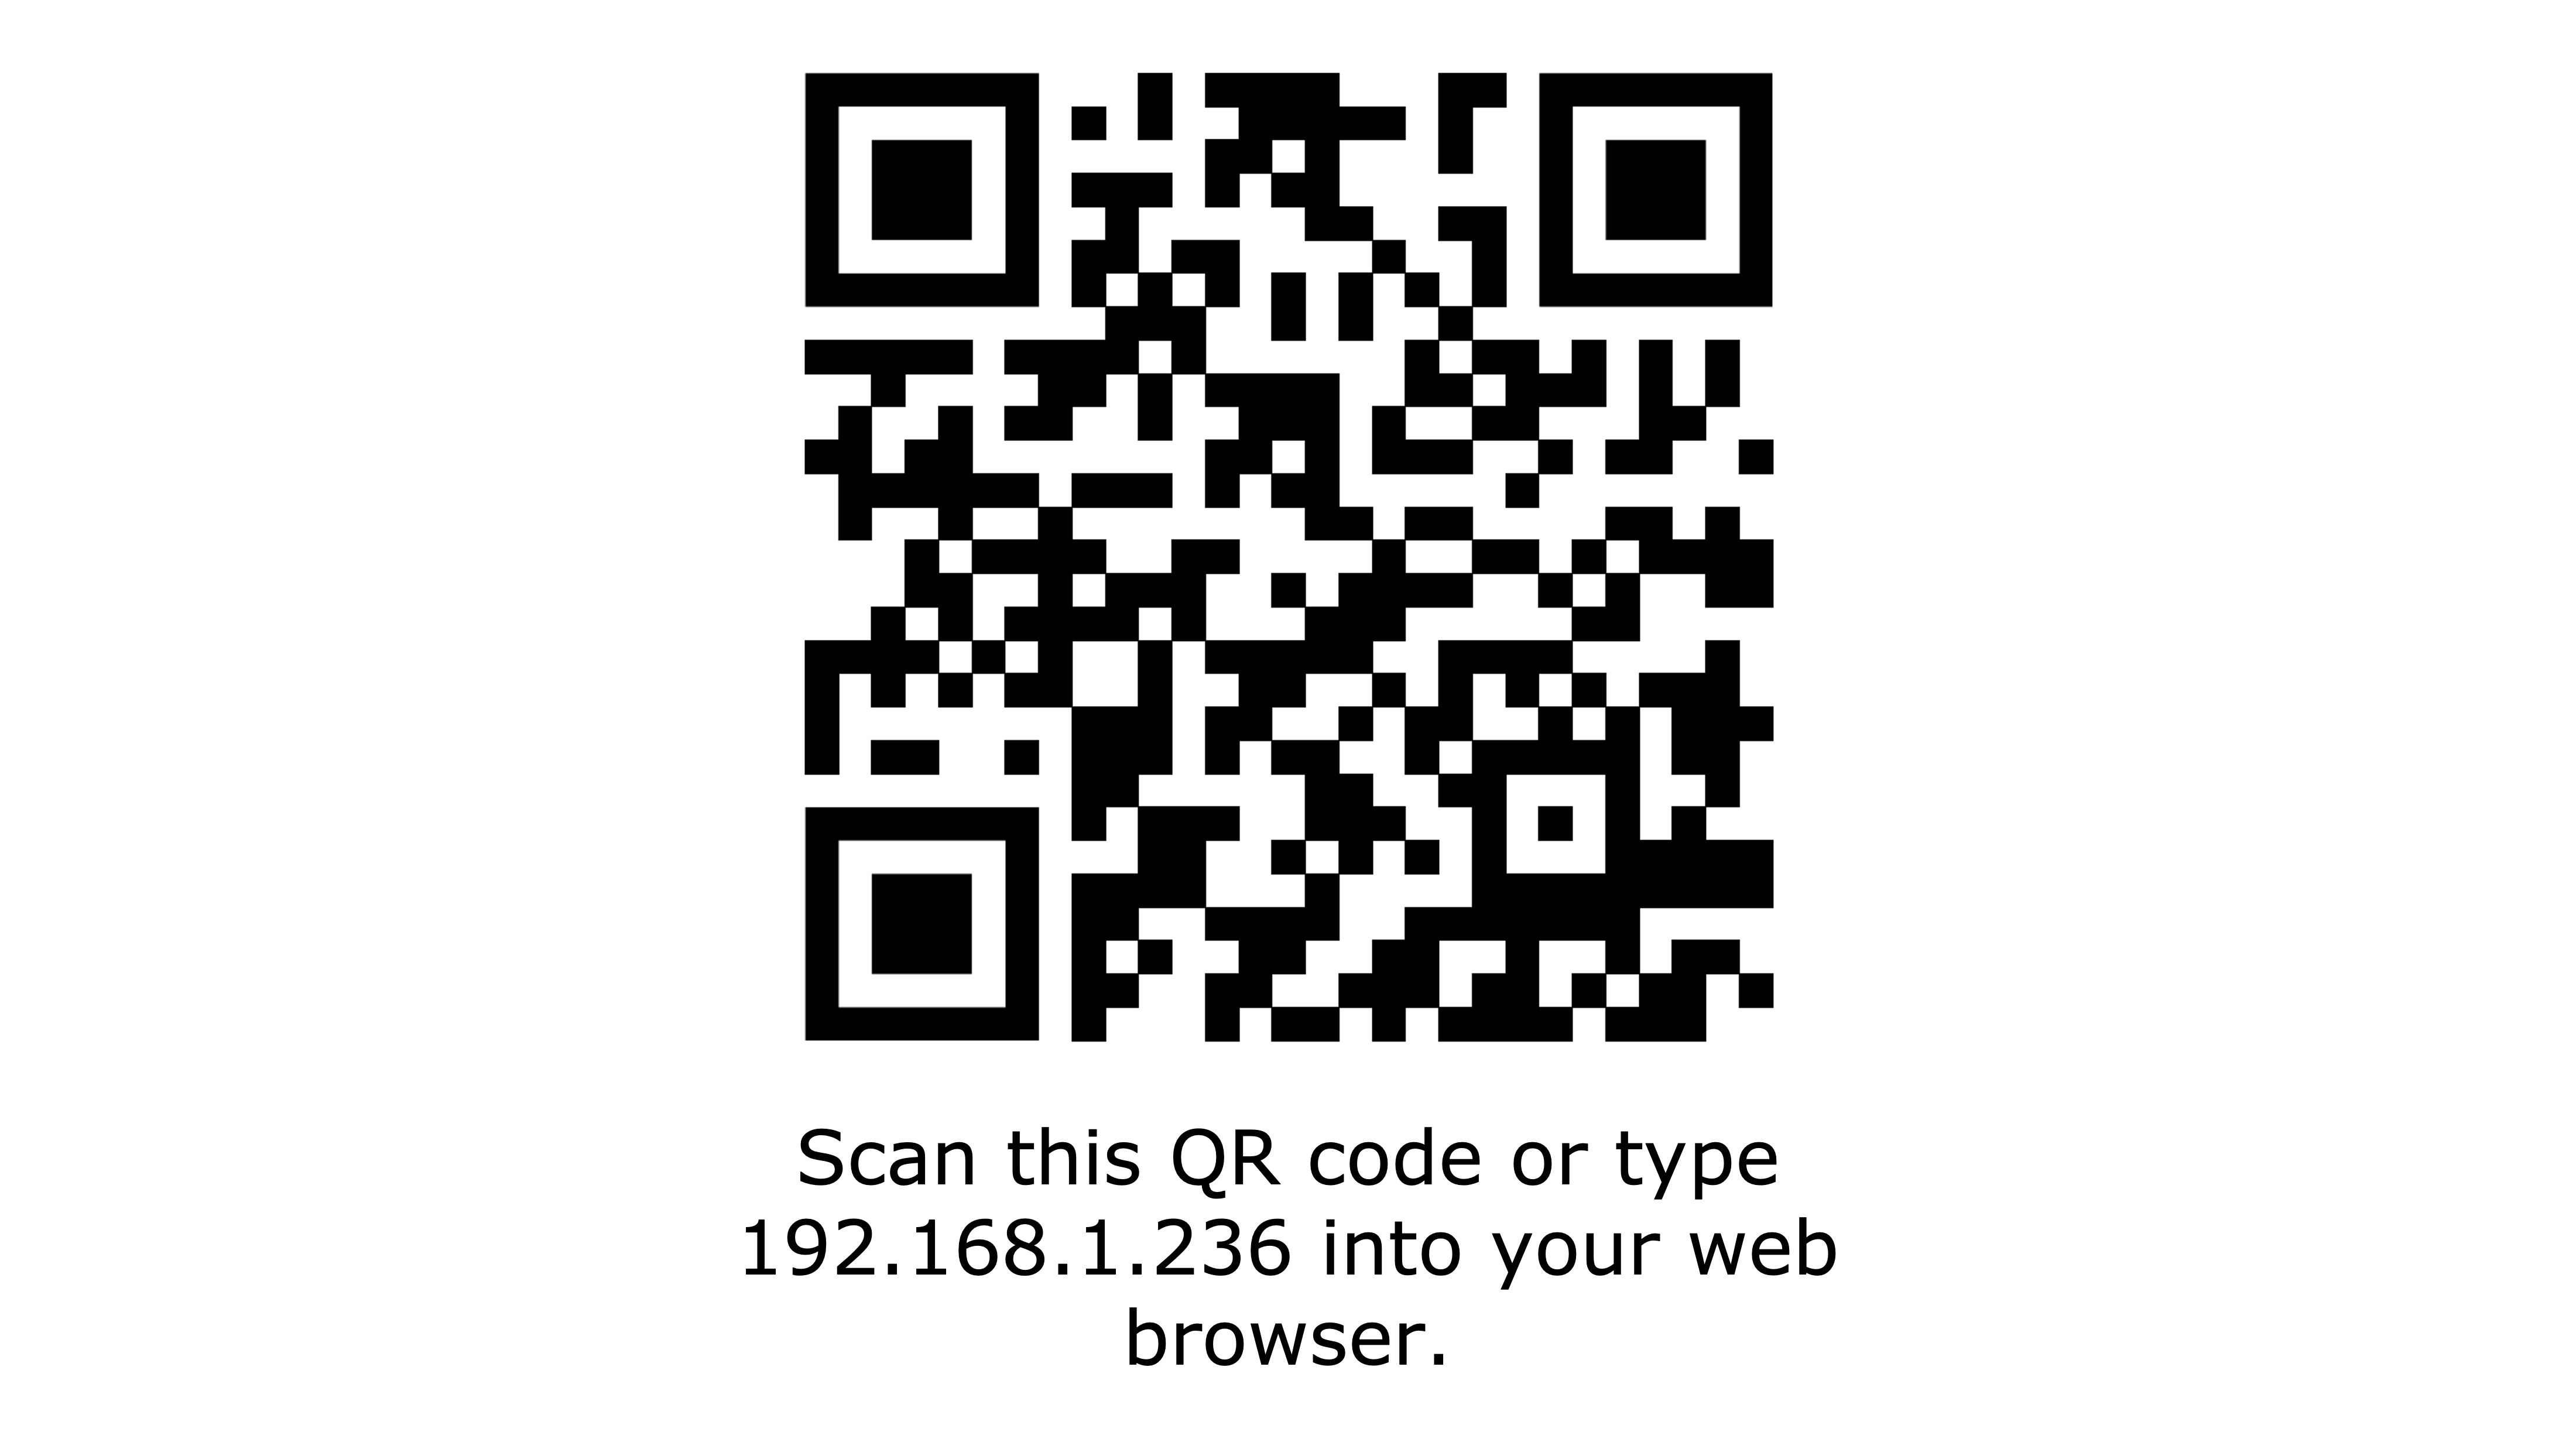 Scan this QR code or type
192.168.1.236 into your web
browser.